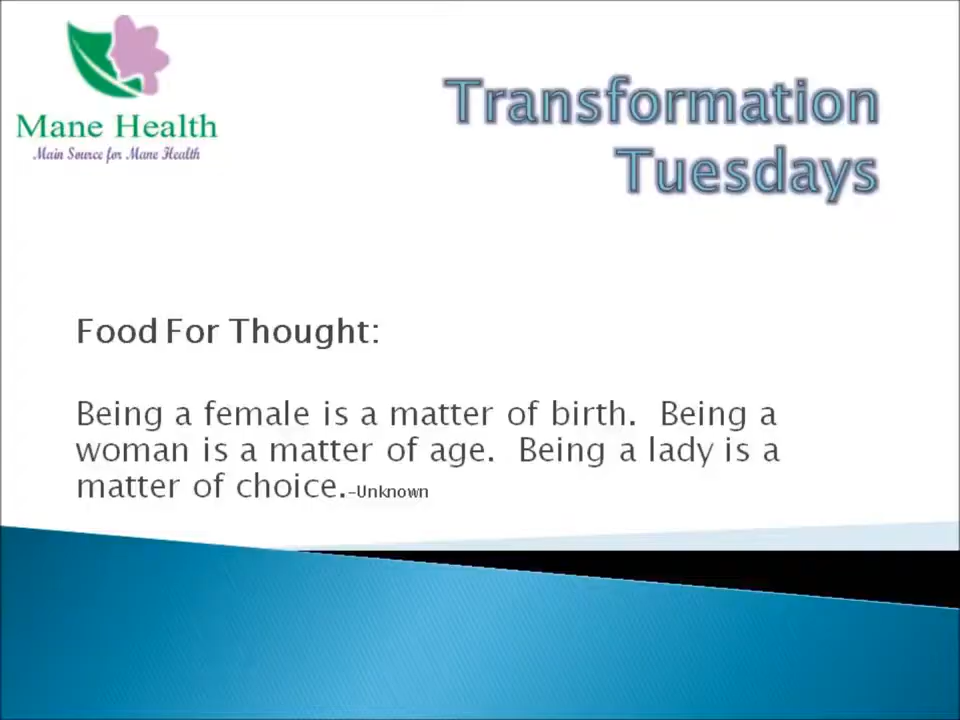 Mane Health
Main Source for Mane Health
Transformation
Tuesdays
Food For Thought:
Being a female is a matter of birth.  Being a
woman is a matter of age.  Being a lady is a
matter of choice.-Unknown